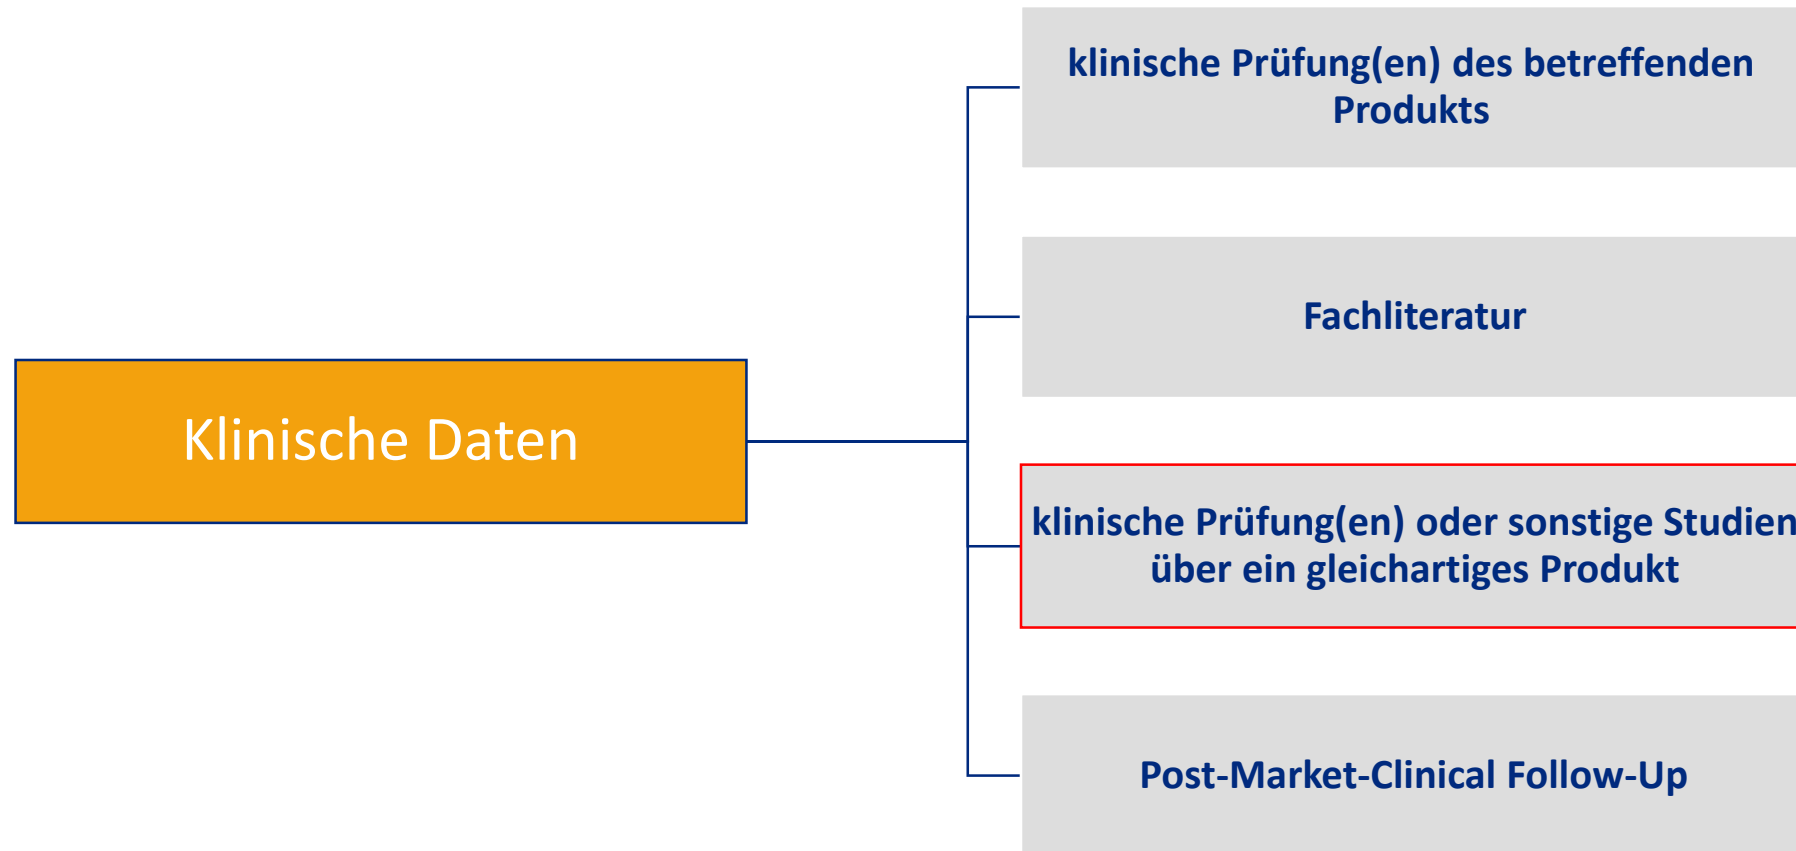 klinische Prüfung(en) des betreffenden
Produkts
Fachliteratur
Klinische Daten
klinische Prüfung(en) oder sonstige Studien
über ein gleichartiges Produkt
Post-Market-Clinical Follow-Up